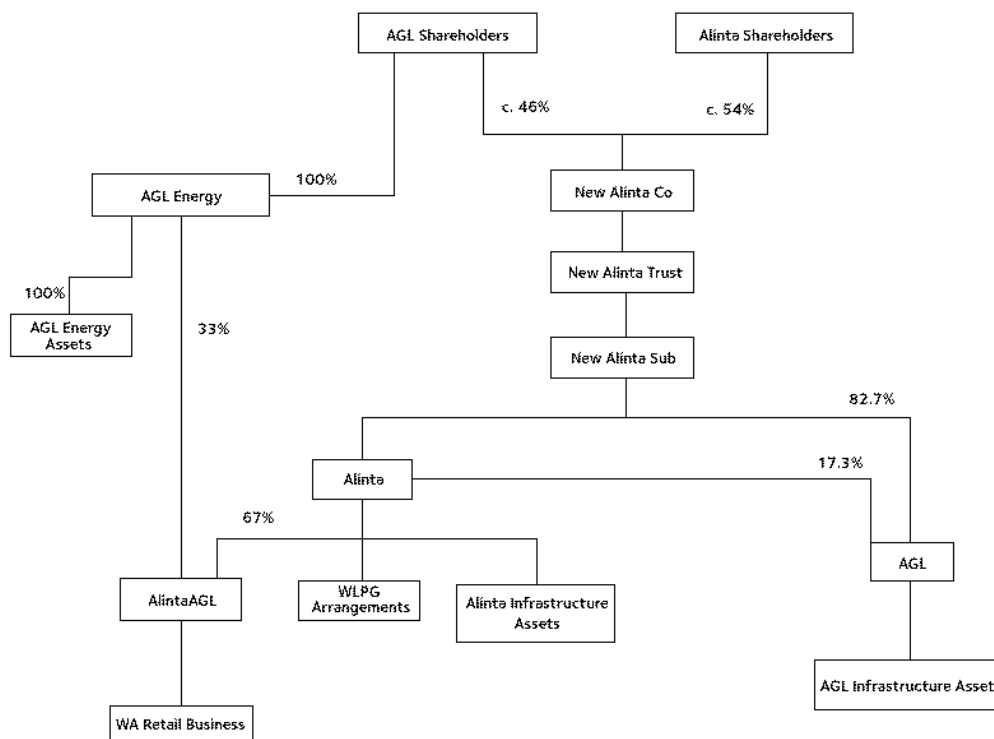 AGL Shareholders
Alinta Shareholders
c. 46%
c. 54%
100%
AGL Energy
New Alinta Co
New Alinta Trust
100%
AGL Energy
Assets
33%
New Alinta Sub
82.7%
17.3%
Alinta
67%
AGL
AlintaAGL
WLPG
Arrangements
Alinta Infrastructure
Assets
AGL Infrastructure Asset
WA Retail Business